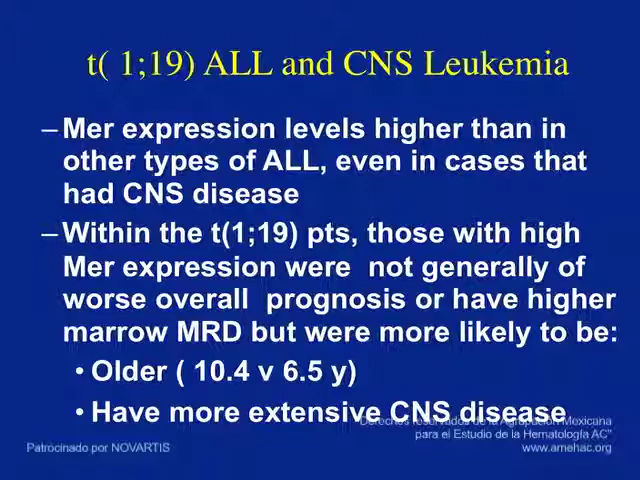 t( 1;19) ALL and CNS Leukemia
– Mer expression levels higher than in
other types of ALL, even in cases that
had CNS disease
– Within the t(1;19) pts, those with high
Mer expression were  not generally of
worse overall  prognosis or have higher
marrow MRD but were more likely to be:
• Older ( 10.4 v 6.5 y)
• Have more extensive CNS disease
Derechos reservados de la Agrupación Mexicana
para el Estudio de la Hematología AC"
Patrocinado por NOVARTIS
www.amehac.org